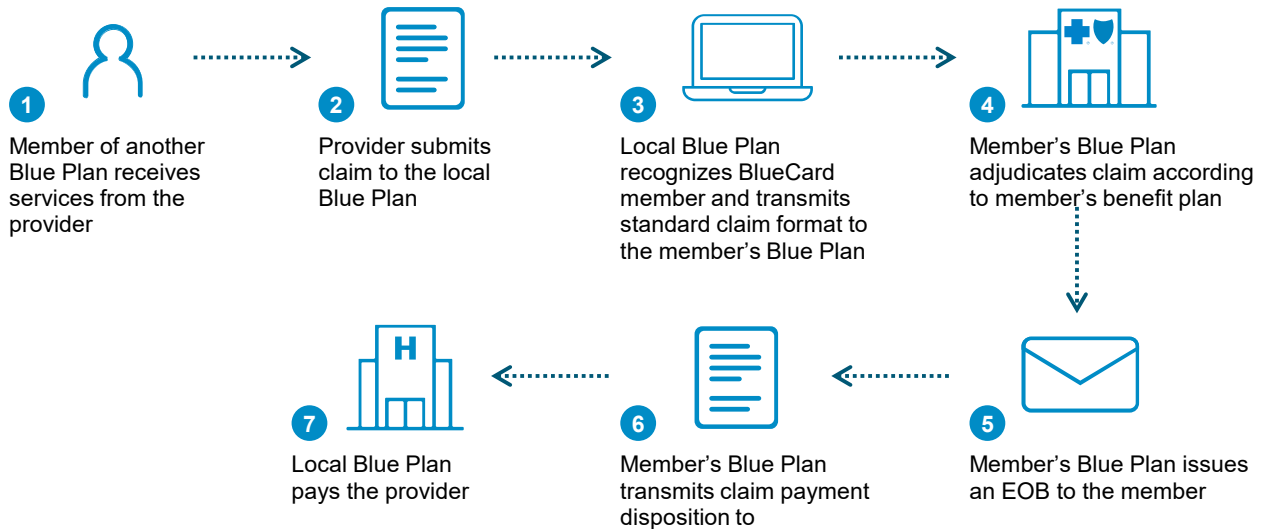 1
Member of another
Blue Plan receives
services from the
provider
2
Provider submits
claim to the local
Blue Plan
3
Local Blue Plan
recognizes BlueCard
member and transmits
standard claim format to
the member’s Blue Plan
4
Member’s Blue Plan
adjudicates claim according
to member’s benefit plan
5
Member’s Blue Plan issues
an EOB to the member
6
Member’s Blue Plan
transmits claim payment
disposition to
H
7
Local Blue Plan
pays the provider